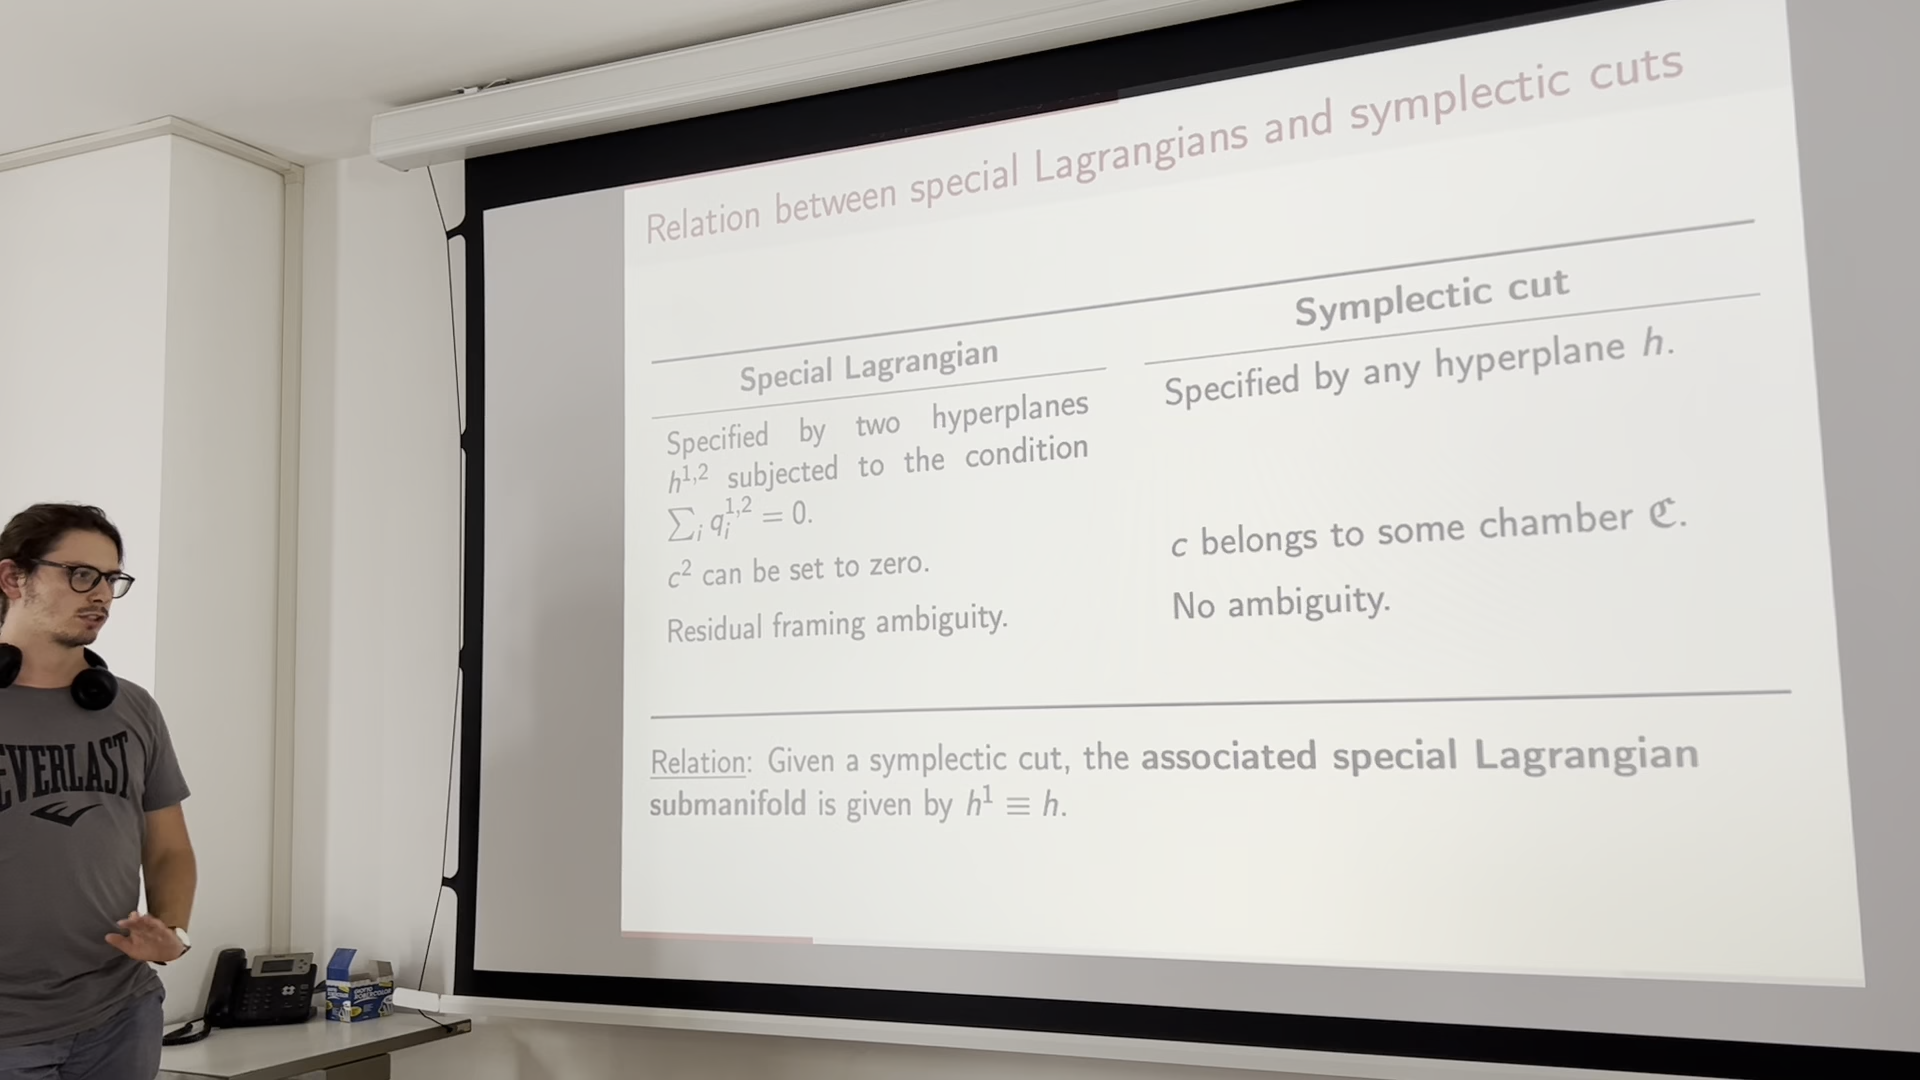 Relation between special Lagrangians and symplectic cuts
Special Lagrangian
Specified by two hyperplanes
h^{1,2} subjected to the condition
∑_i q_i^{1,2} = 0.
c² can be set to zero.
Residual framing ambiguity.
Symplectic cut
Specified by any hyperplane h.
c belongs to some chamber ℭ.
No ambiguity.
Relation: Given a symplectic cut, the associated special Lagrangian
submanifold is given by h¹ ≡ h.
EVERLAST